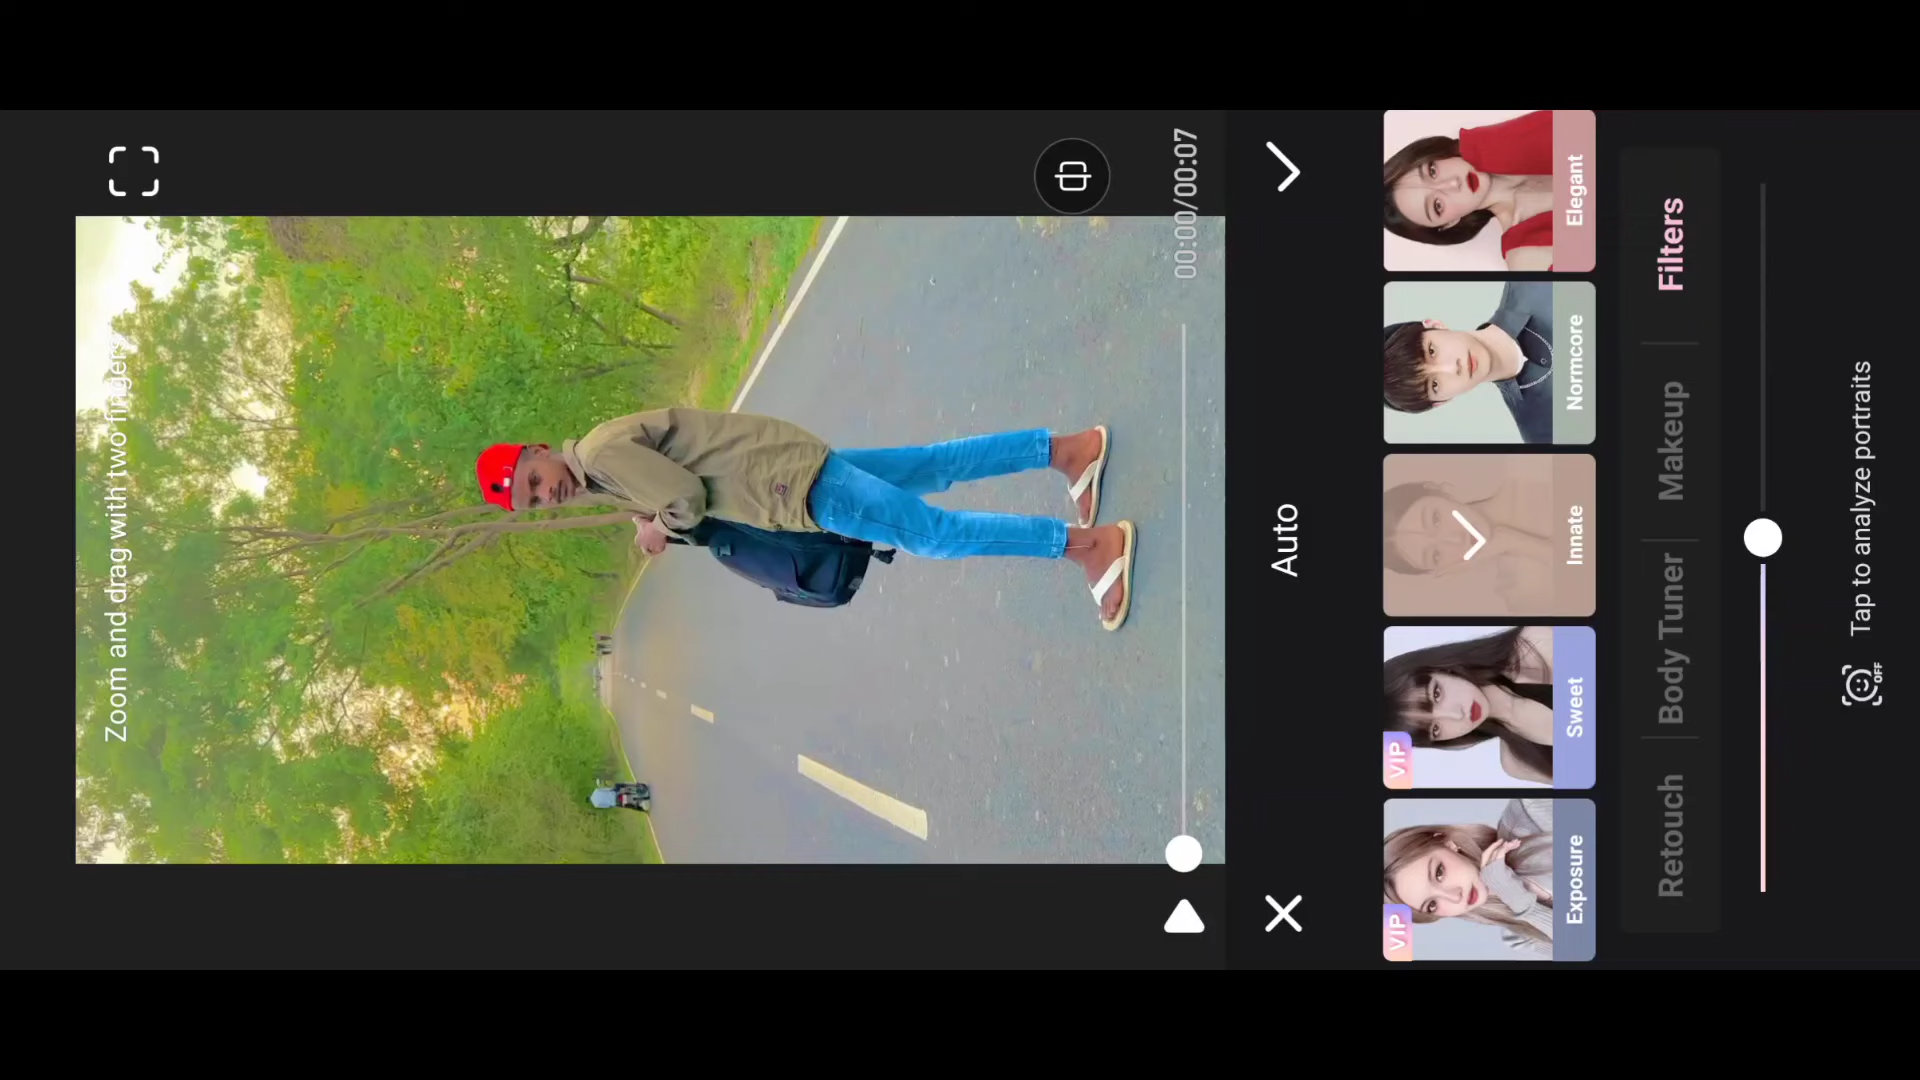 Zoom and drag with two fingers
00:00/00:07
Auto
VIP
Exposure
VIP
Sweet
Innate
Normcore
Elegant
Retouch
Body Tuner
Makeup
Filters
OFF
Tap to analyze portraits